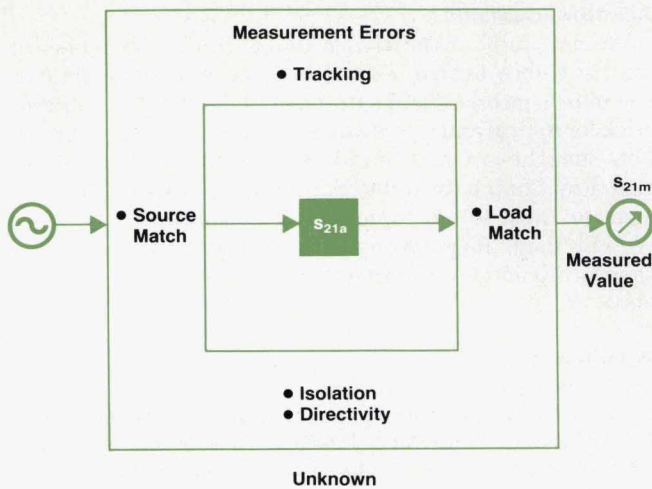 Measurement Errors
● Tracking
● Source
Match
S21a
● Load
Match
S21m
Measured
Value
● Isolation
● Directivity
Unknown